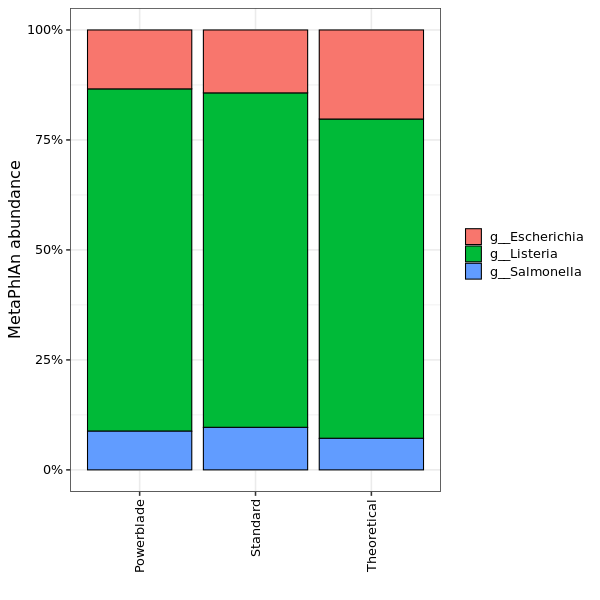 MetaPhlAn abundance
100%
75%
50%
25%
0%
Powerblade
Standard
Theoretical
g__Escherichia
g__Listeria
g__Salmonella